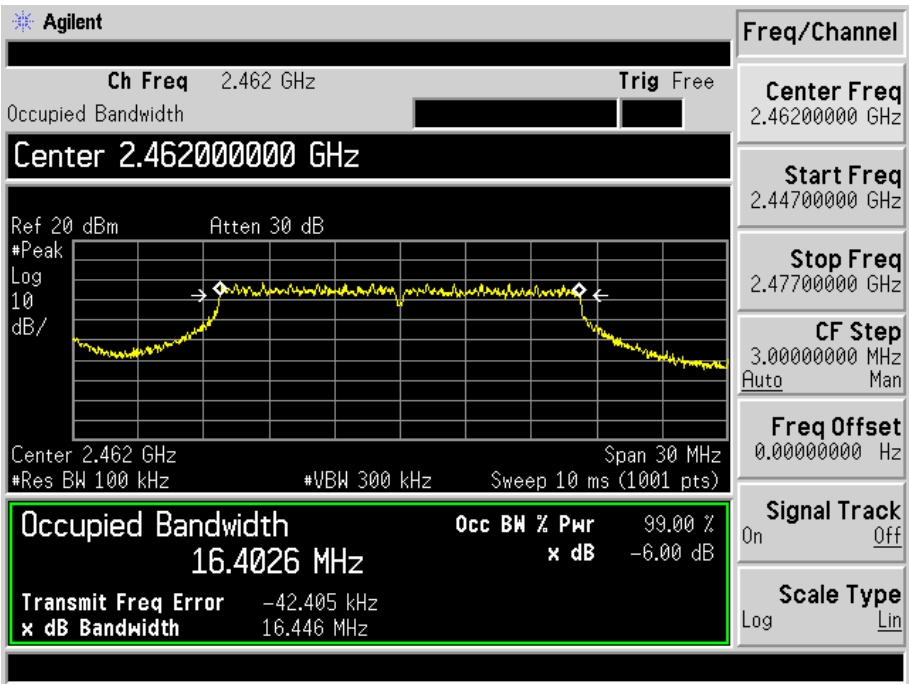 Agilent
Ch Freq 2.462 GHz Trig Free
Occupied Bandwidth
Center 2.462000000 GHz
Ref 20 dBm Atten 30 dB
#Peak
Log
10
dB/
Center 2.462 GHz Span 30 MHz
#Res BW 100 kHz #VBW 300 kHz Sweep 10 ms (1001 pts)
Occupied Bandwidth Occ BW % Pwr 99.00 %
16.4026 MHz x dB -6.00 dB
Transmit Freq Error -42.405 kHz
x dB Bandwidth 16.446 MHz
Freq/Channel
Center Freq
2.46200000 GHz
Start Freq
2.44700000 GHz
Stop Freq
2.47700000 GHz
CF Step
3.00000000 MHz
Auto Man
Freq Offset
0.00000000 Hz
Signal Track
On Off
Scale Type
Log Lin